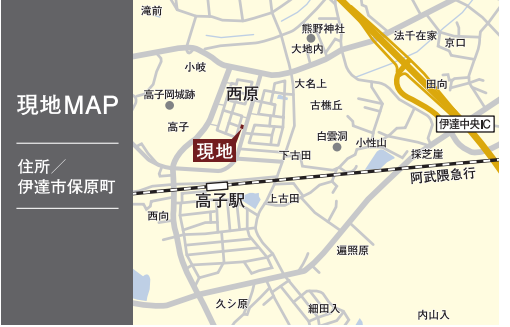 現地MAP
住所／
伊達市保原町
滝前
熊野神社
大地内
法千在家
京口
小岐
田向
高子岡城跡
西原
大名上
古樵丘
高子
伊達中央IC
白雲洞
小性山
現地
下古田
採芝崖
阿武隈急行
高子駅
上古田
西向
遍照原
久シ原
細田入
内山入